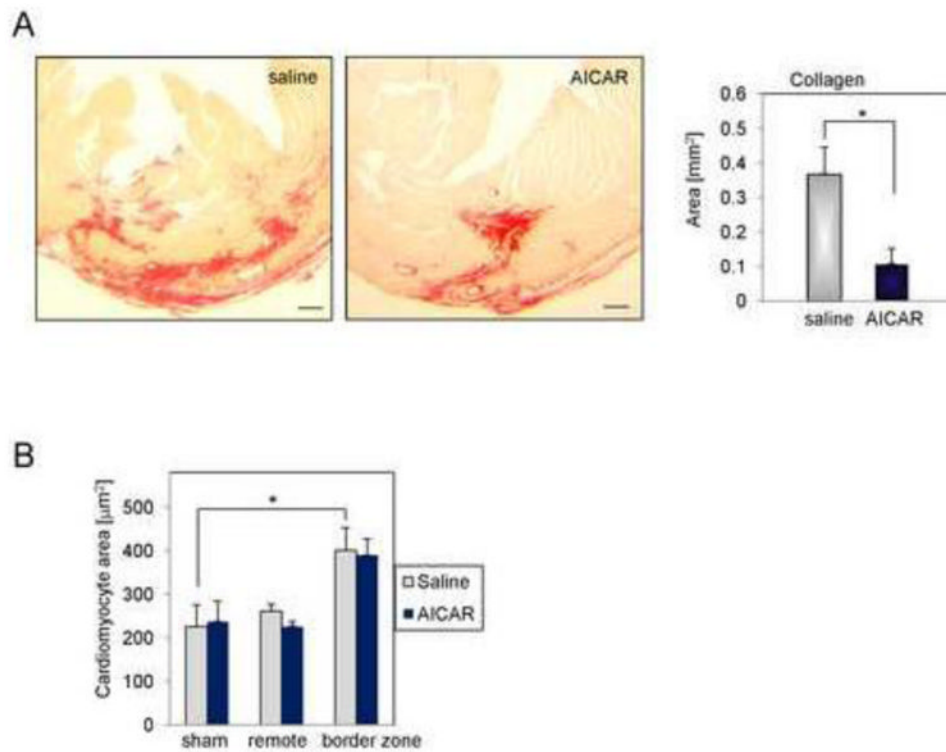 A
saline
AICAR
Collagen
Area [mm²]
0.6
0.5
0.4
0.3
0.2
0.1
0
*
saline AICAR
B
Cardiomyocyte area [µm²]
500
400
300
200
100
0
*
Saline
AICAR
sham remote border zone